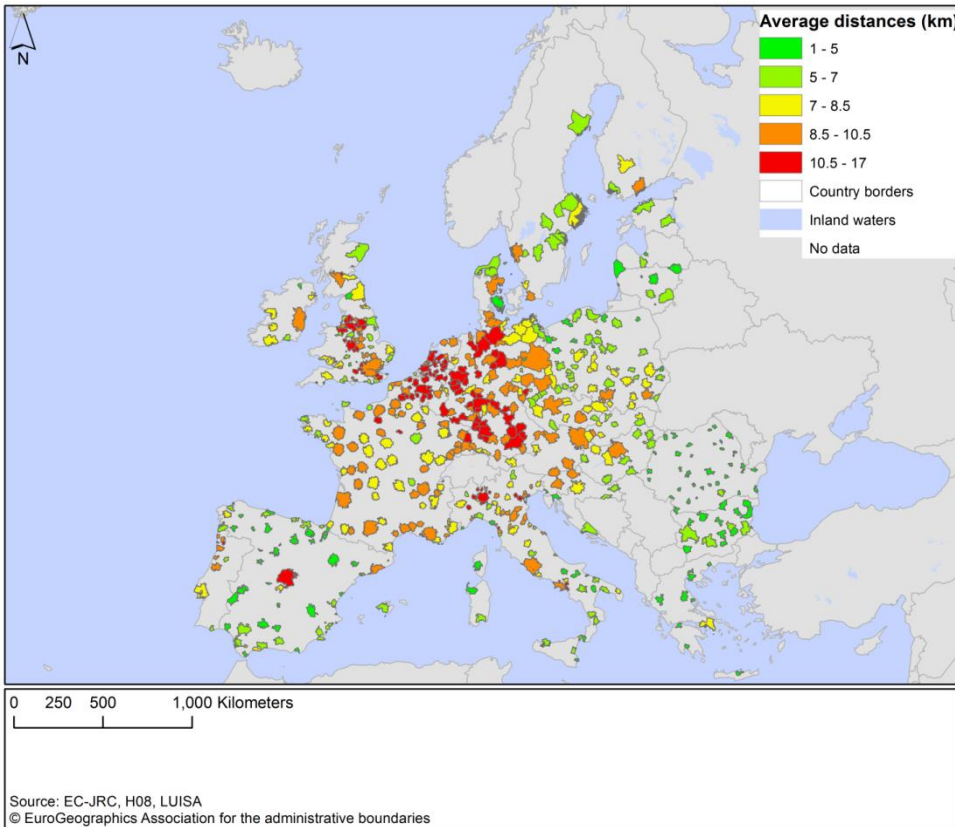 N
Average distances (km)
1 - 5
5 - 7
7 - 8.5
8.5 - 10.5
10.5 - 17
Country borders
Inland waters
No data
0 250 500 1,000 Kilometers
Source: EC-JRC, H08, LUISA
© EuroGeographics Association for the administrative boundaries